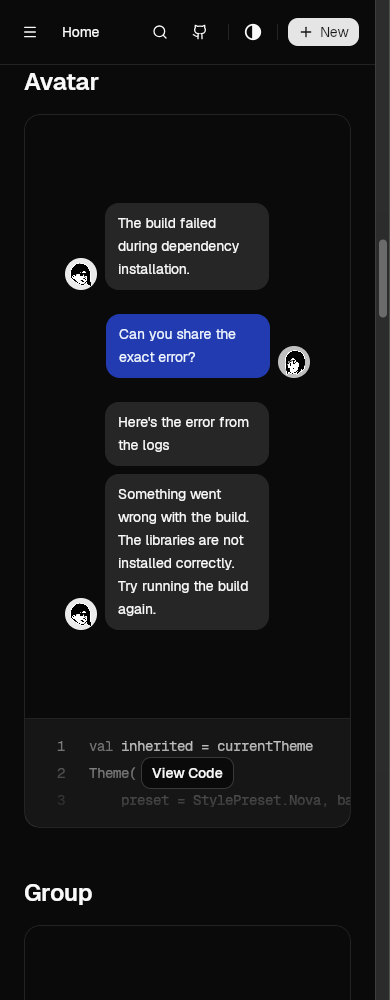 Home
New
Avatar
The build failed
during dependency
installation.
Can you share the
exact error?
Here's the error from
the logs
Something went
wrong with the build.
The libraries are not
installed correctly.
Try running the build
again.
1 val inherited = currentTheme
2 Theme(
View Code
3 preset = StylePreset.Nova, ba
Group